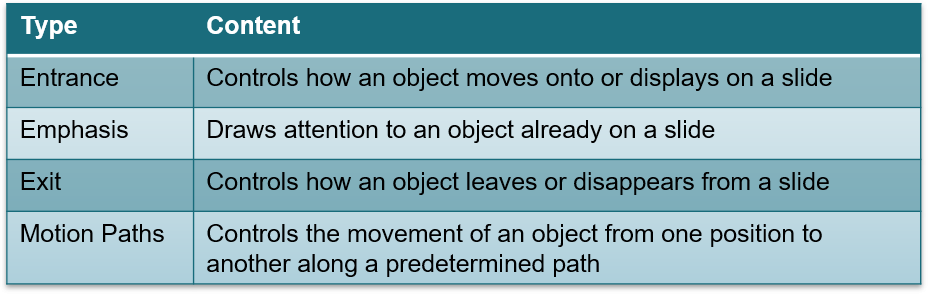 Type Content
Entrance Controls how an object moves onto or displays on a slide
Emphasis Draws attention to an object already on a slide
Exit Controls how an object leaves or disappears from a slide
Motion Paths Controls the movement of an object from one position to
another along a predetermined path